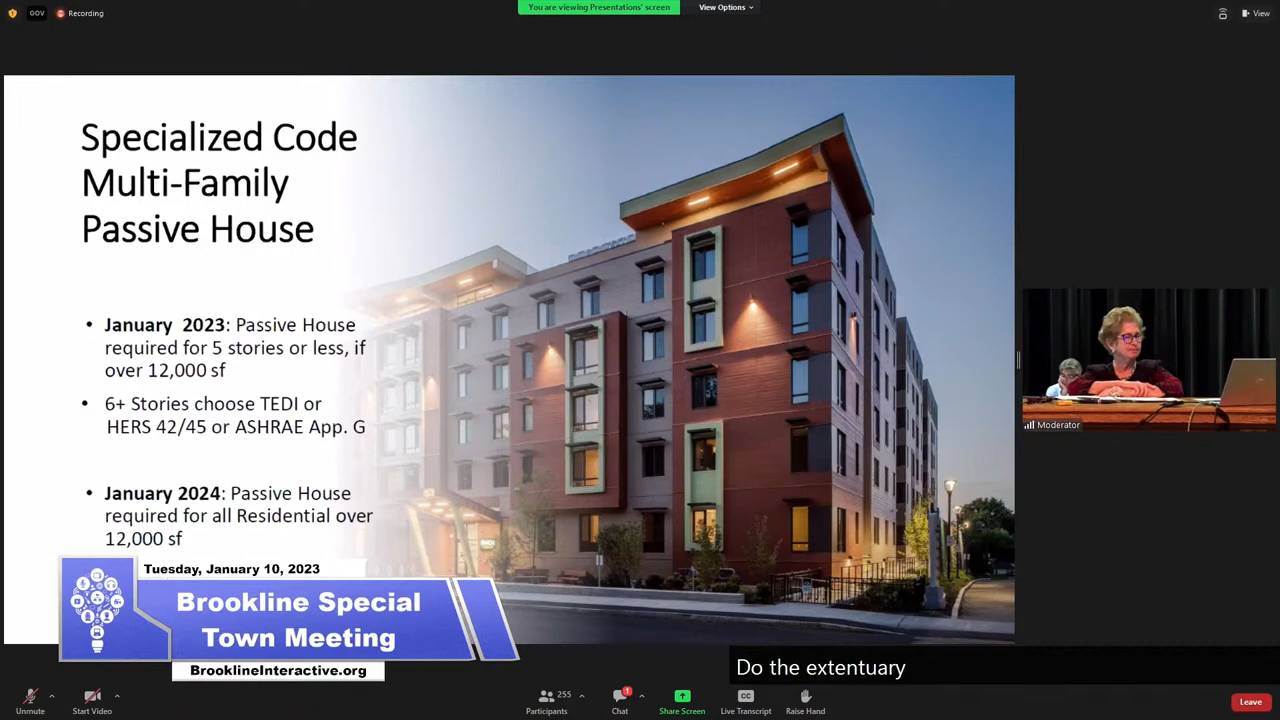 GOV
Recording
You are viewing Presentations' screen
View Options
View
Specialized Code
Multi-Family
Passive House
• January 2023: Passive House
required for 5 stories or less, if
over 12,000 sf
• 6+ Stories choose TEDI or
HERS 42/45 or ASHRAE App. G
• January 2024: Passive House
required for all Residential over
12,000 sf
Moderator
Tuesday, January 10, 2023
Brookline Special
Town Meeting
BrooklineInteractive.org
Do the extentuary
Unmute
Start Video
255
Participants
1
Chat
Share Screen
CC
Live Transcript
Raise Hand
Leave